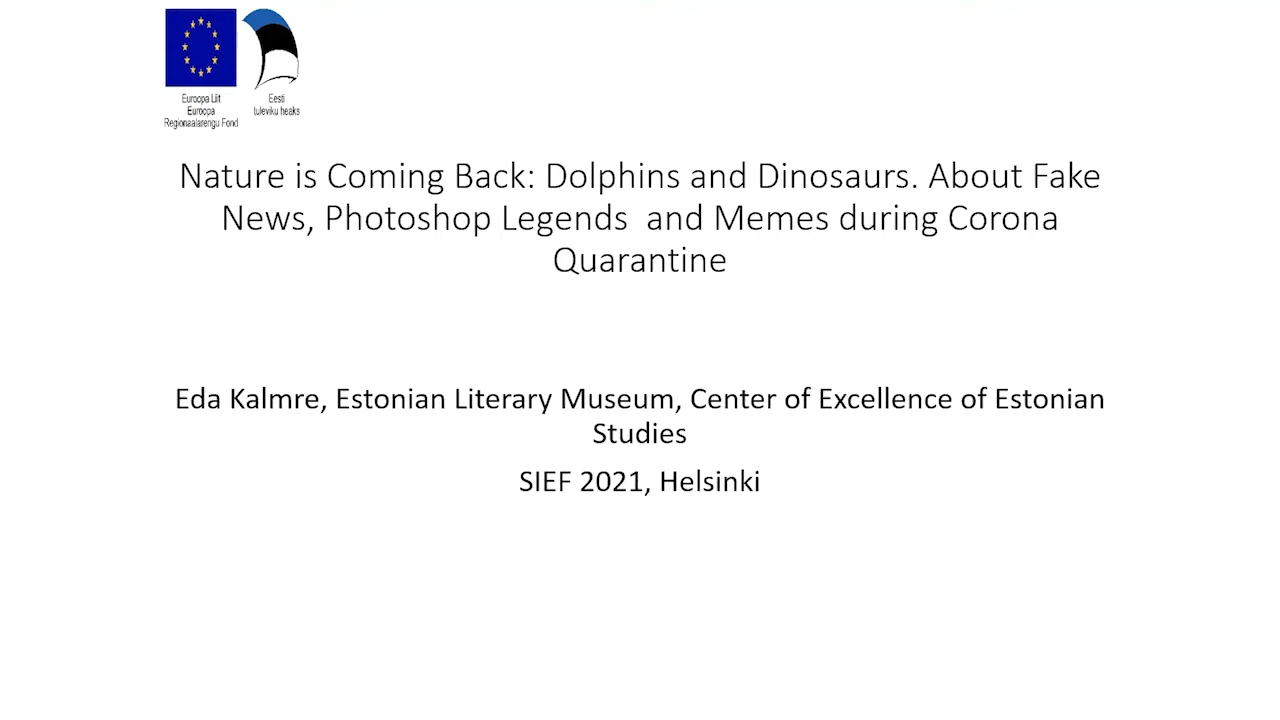 Euroopa Liit
Euroopa
Regionaalarengu Fond
Eesti
tuleviku heaks
Nature is Coming Back: Dolphins and Dinosaurs. About Fake
News, Photoshop Legends and Memes during Corona
Quarantine
Eda Kalmre, Estonian Literary Museum, Center of Excellence of Estonian
Studies
SIEF 2021, Helsinki